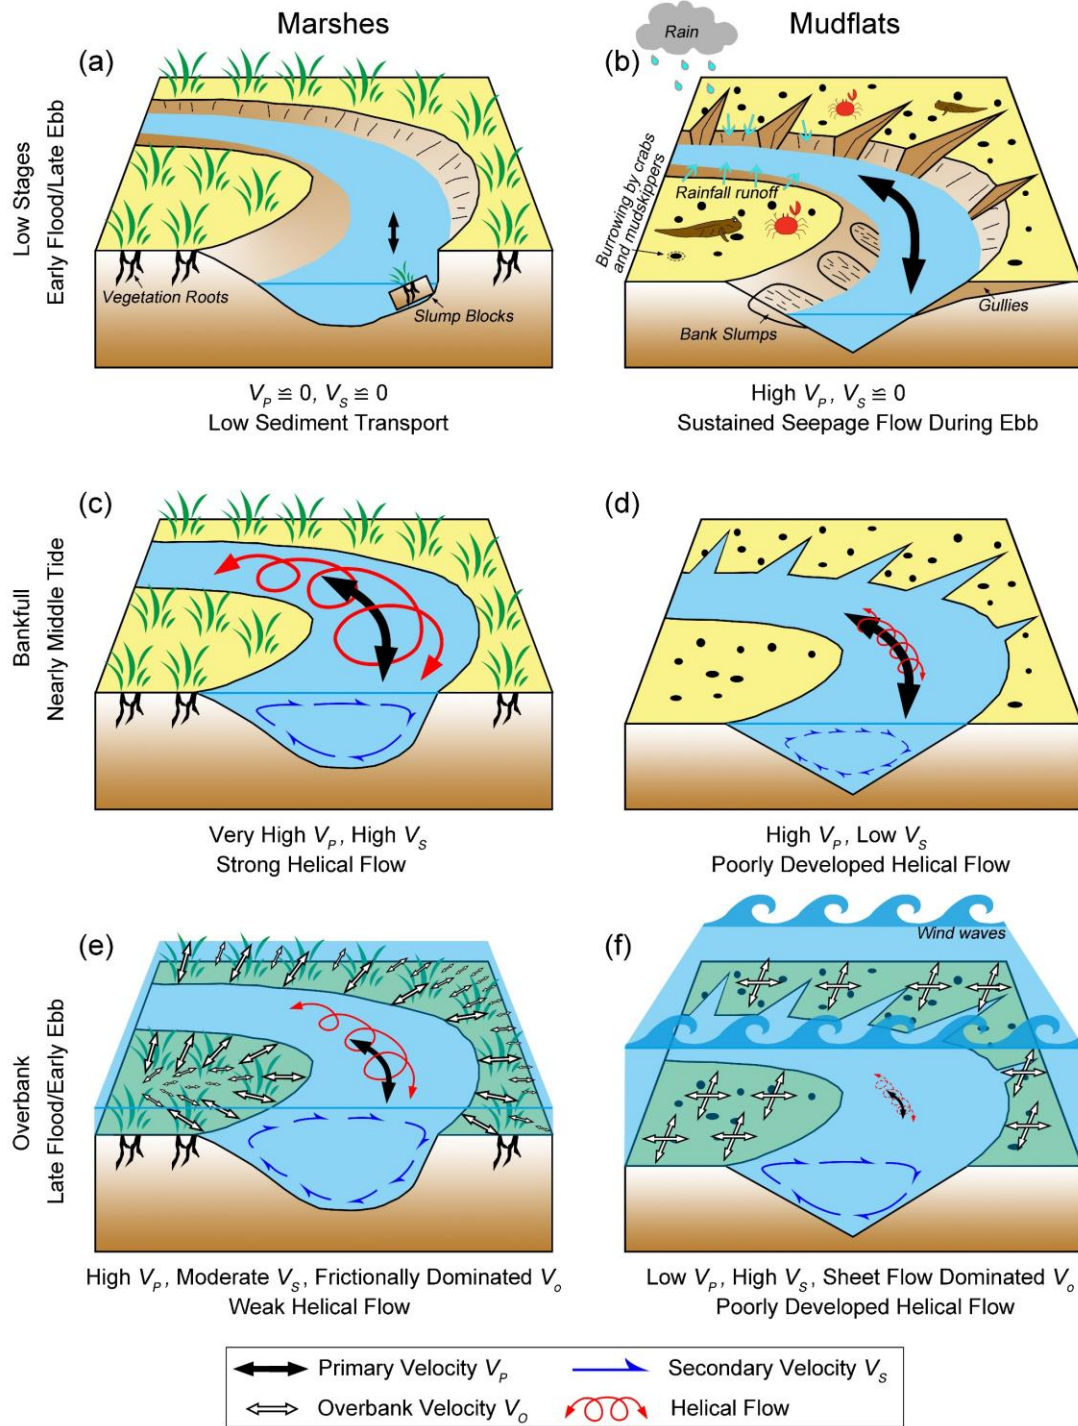 Marshes
Mudflats
Low Stages
Early Flood/Late Ebb
(a)
Vegetation Roots
Slump Blocks
V_P ≌ 0, V_S ≌ 0
Low Sediment Transport
(b)
Rain
Rainfall runoff
Burrowing by crabs
and mudskippers
Bank Slumps
Gullies
High V_P, V_S ≌ 0
Sustained Seepage Flow During Ebb
Bankfull
Nearly Middle Tide
(c)
Very High V_P, High V_S
Strong Helical Flow
(d)
High V_P, Low V_S
Poorly Developed Helical Flow
Overbank
Late Flood/Early Ebb
(e)
High V_P, Moderate V_S, Frictionally Dominated V_o
Weak Helical Flow
(f)
Wind waves
Low V_P, High V_S, Sheet Flow Dominated V_o
Poorly Developed Helical Flow
Primary Velocity V_P
Secondary Velocity V_S
Overbank Velocity V_O
Helical Flow